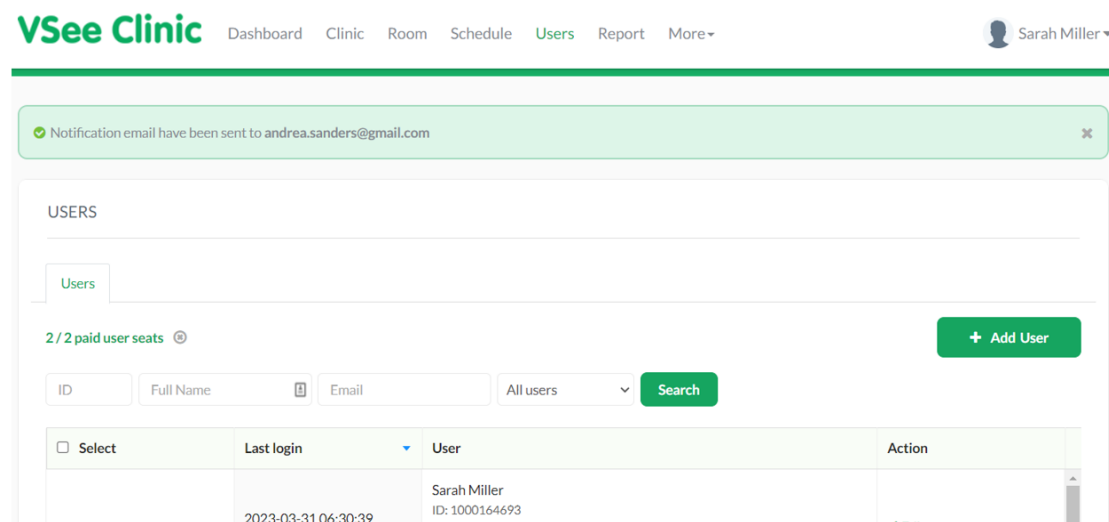 VSee Clinic Dashboard Clinic Room Schedule Users Report More Sarah Miller
Notification email have been sent to andrea.sanders@gmail.com
USERS
Users
2 / 2 paid user seats
+ Add User
ID Full Name Email All users Search
Select Last login User Action
Sarah Miller
ID: 1000164693
2023-03-31 06:30:39